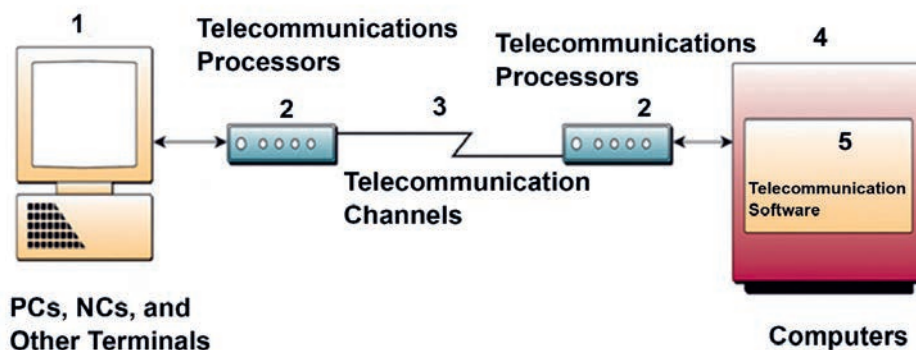 1
Telecommunications
Processors
2
3
Telecommunication
Channels
Telecommunications
Processors
2
4
5
Telecommunication
Software
PCs, NCs, and
Other Terminals
Computers